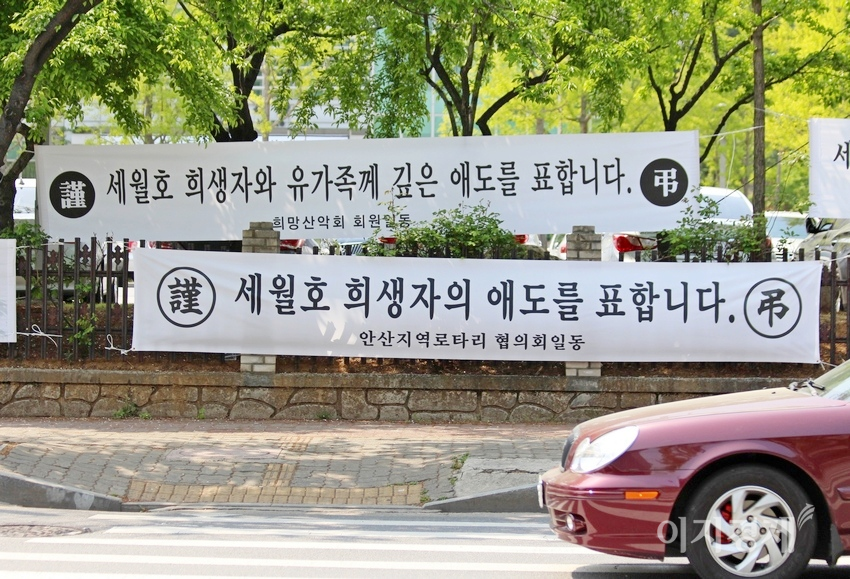 謹 세월호 희생자와 유가족께 깊은 애도를 표합니다. 弔
희망산악회 회원일동
세
謹 세월호 희생자의 애도를 표합니다. 弔
안산지역로타리 협의회일동
이지경제